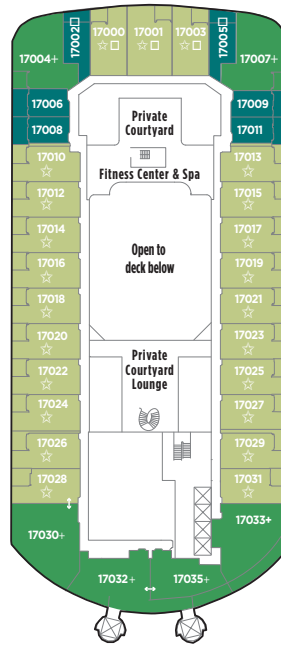 17002□ 17000 17001 17003 17005□
☆□ ☆□ ☆□
17004+ 17007+
17006 17009
17008 17011
Private
Courtyard
Fitness Center & Spa
17010 17013
☆ ☆
17012 17015
☆ ☆
17014 17017
☆ ☆
Open to
deck below
17016 17019
☆ ☆
17018 17021
☆ ☆
17020 17023
☆ ☆
Private
Courtyard
Lounge
17022 17025
☆ ☆
17024 17027
☆ ☆
17026 17029
☆ ☆
17028 17031
☆ ☆
17030+ 17033+
17032+ 17035+